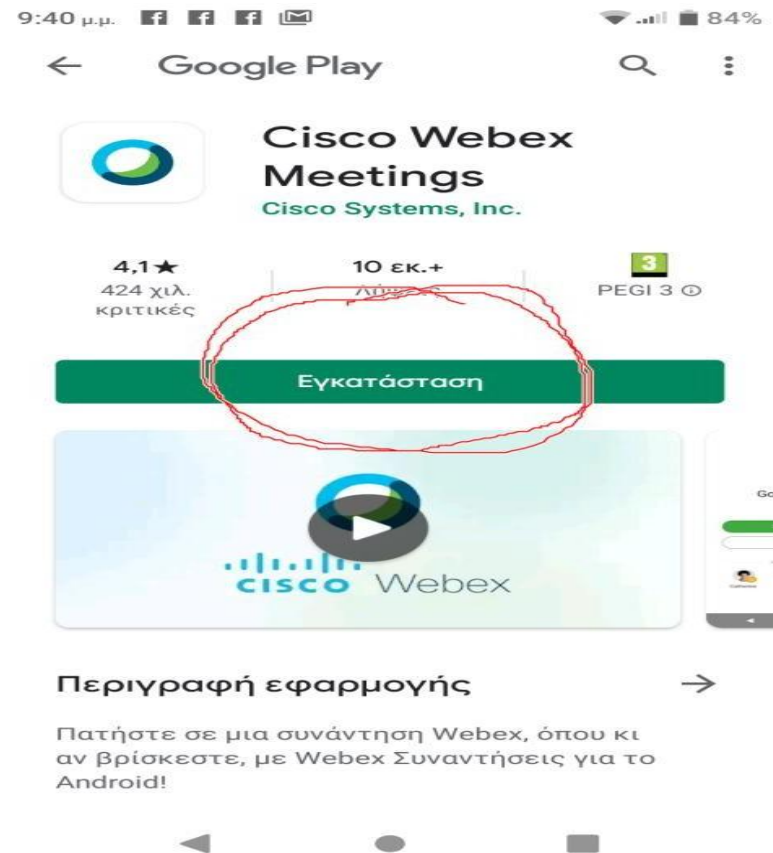 9:40 μ.μ. 84%
Google Play
Cisco Webex
Meetings
Cisco Systems, Inc.
4,1★ 10 εκ.+ 3
424 χιλ. PEGI 3
κριτικές
Εγκατάσταση
cisco Webex
Περιγραφή εφαρμογής
Πατήστε σε μια συνάντηση Webex, όπου κι
αν βρίσκεστε, με Webex Συναντήσεις για το
Android!